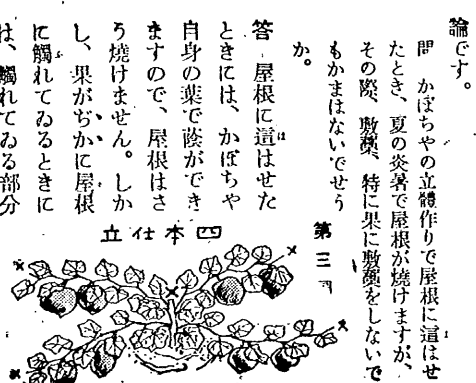 論です。
問　かぼちやの立體作りで屋根に這はせ
たとき、夏の炎暑で屋根が燒けますが、
その際、敷藁、特に果に敷藁をしないで
もかまはないでせう
か。
答　屋根に這はせた
ときには、かぼちや
自身の葉で蔭ができ
ますので、屋根はさ
う燒けません。しか
し、果がぢかに屋根
に觸れてゐるときに
は、觸れてゐる部分
第三
四本仕立